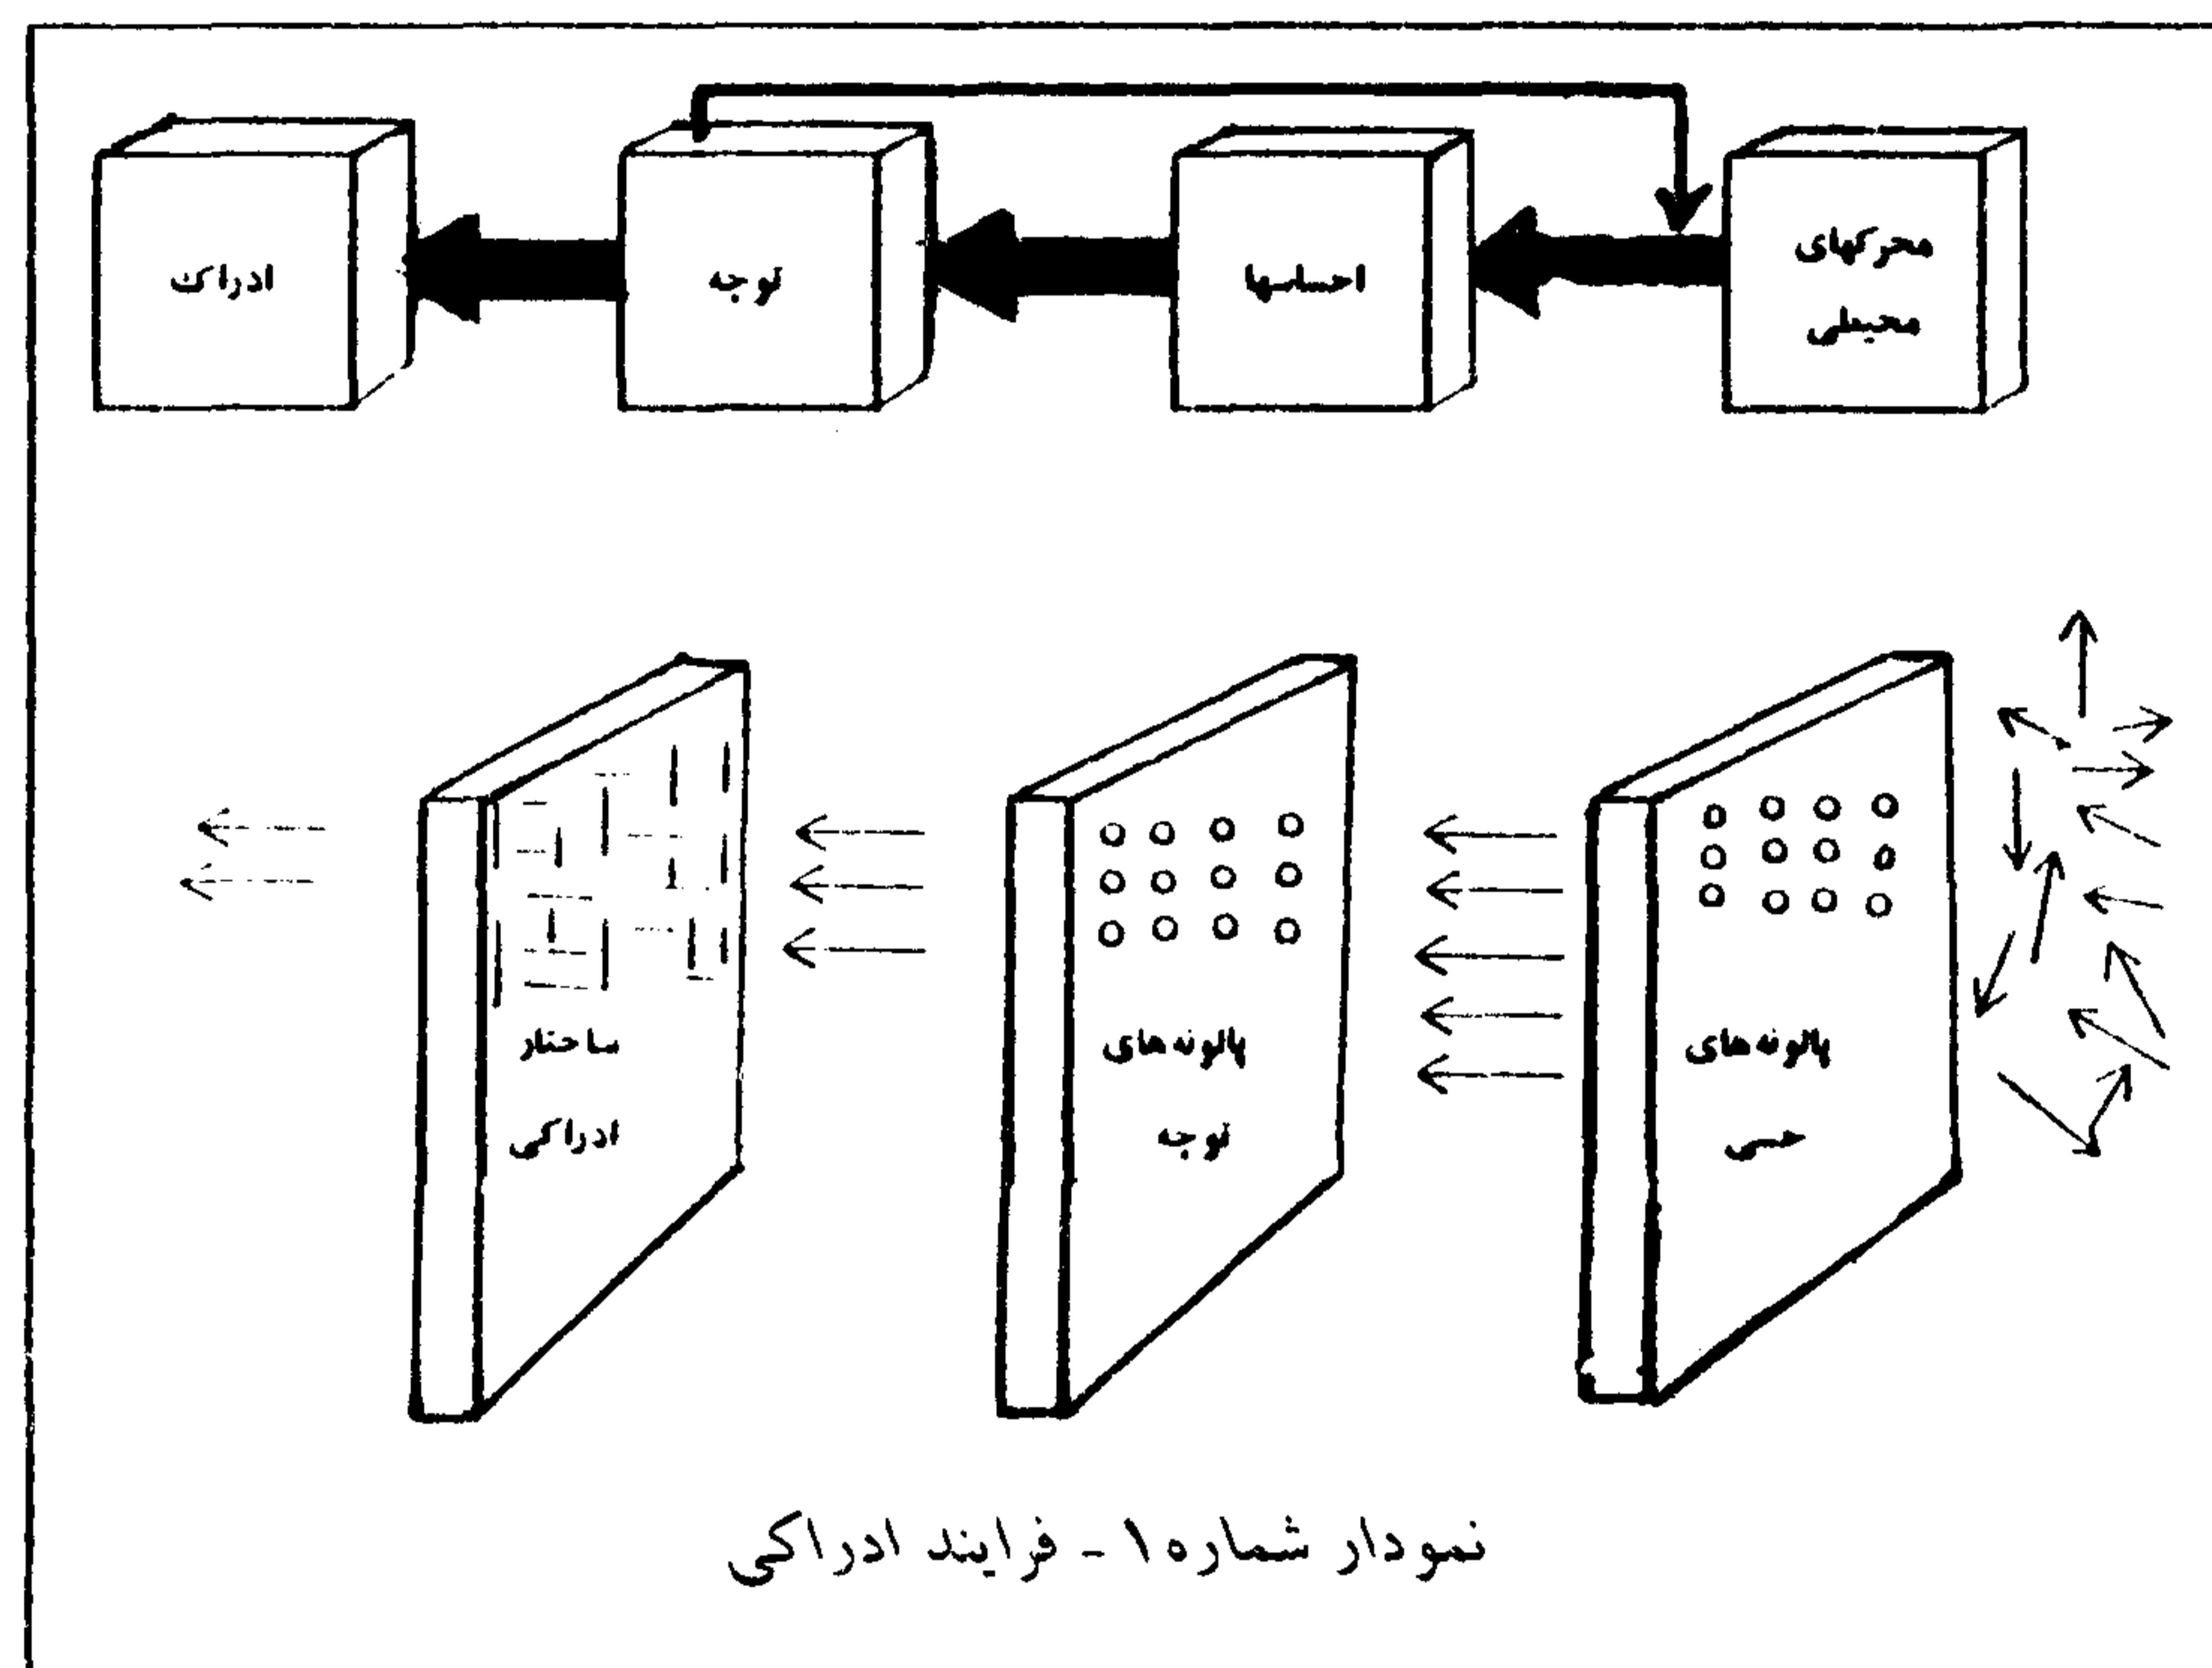 محرکهای
محیطی
احساسها
توجه
ادراک
پالونه‌های
حسی
پالونه‌های
توجه
ساختار
ادراکی
نمودار شماره ۱ - فرایند ادراکی